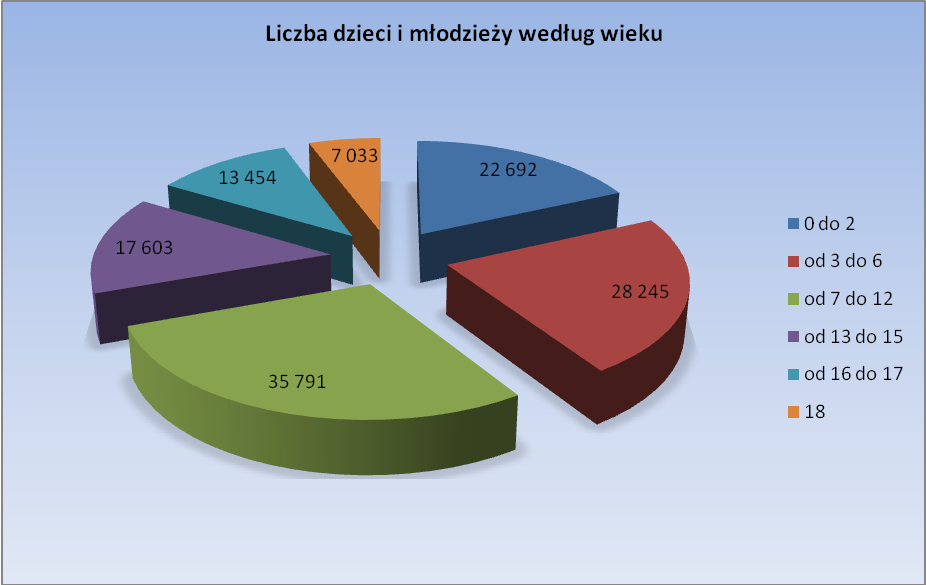 Liczba dzieci i młodzieży według wieku
7 033
22 692
13 454
17 603
28 245
35 791
0 do 2
od 3 do 6
od 7 do 12
od 13 do 15
od 16 do 17
18